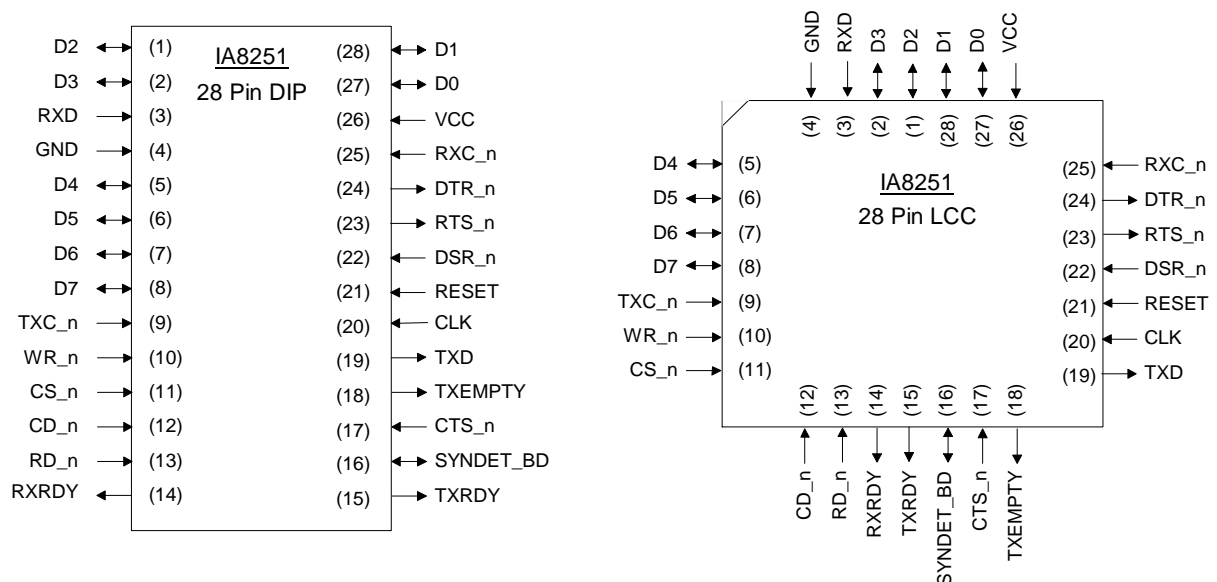 IA8251
28 Pin DIP
D2 (1) (28) D1
D3 (2) (27) D0
RXD (3) (26) VCC
GND (4) (25) RXC_n
D4 (5) (24) DTR_n
D5 (6) (23) RTS_n
D6 (7) (22) DSR_n
D7 (8) (21) RESET
TXC_n (9) (20) CLK
WR_n (10) (19) TXD
CS_n (11) (18) TXEMPTY
CD_n (12) (17) CTS_n
RD_n (13) (16) SYNDET_BD
RXRDY (14) (15) TXRDY
GND RXD D3 D2 D1 D0 VCC
(4) (3) (2) (1) (28) (27) (26)
IA8251
28 Pin LCC
D4 (5) (25) RXC_n
D5 (6) (24) DTR_n
D6 (7) (23) RTS_n
D7 (8) (22) DSR_n
TXC_n (9) (21) RESET
WR_n (10) (20) CLK
CS_n (11) (19) TXD
(12) (13) (14) (15) (16) (17) (18)
CD_n RD_n RXRDY TXRDY SYNDET_BD CTS_n TXEMPTY